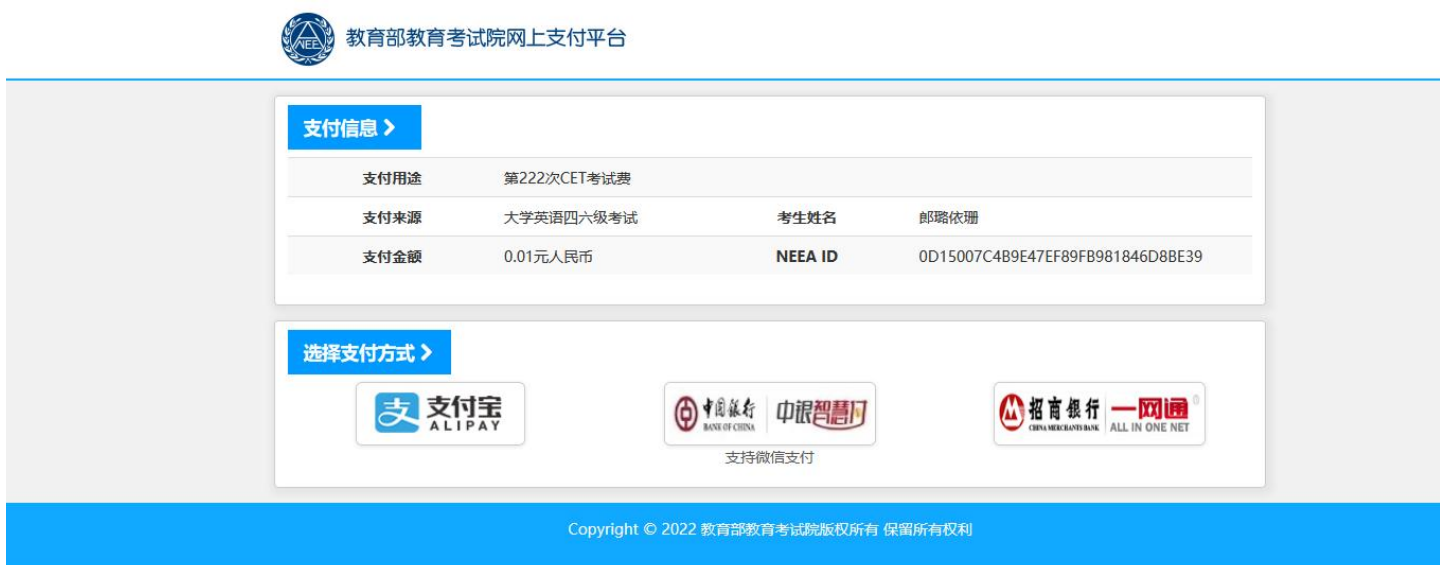 NEEA
教育部教育考试院网上支付平台
支付信息
支付用途 第222次CET考试费
支付来源 大学英语四六级考试 考生姓名 郎璐依珊
支付金额 0.01元人民币 NEEA ID 0D15007C4B9E47EF89FB981846D8BE39
选择支付方式
支 支付宝 ALIPAY
中国银行 BANK OF CHINA 中银智慧付
招商银行 CHINA MERCHANTS BANK 一网通 ® ALL IN ONE NET
支持微信支付
Copyright © 2022 教育部教育考试院版权所有 保留所有权利